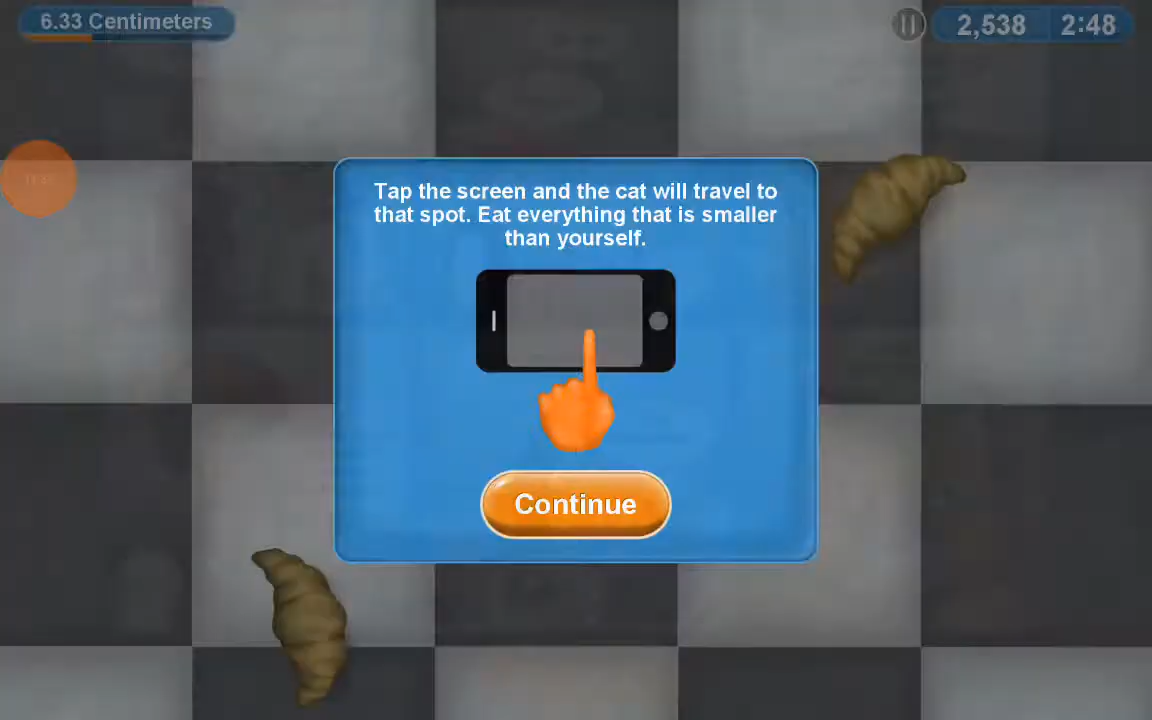 6.33 Centimeters
2,538 2:48
Tap the screen and the cat will travel to
that spot. Eat everything that is smaller
than yourself.
Continue